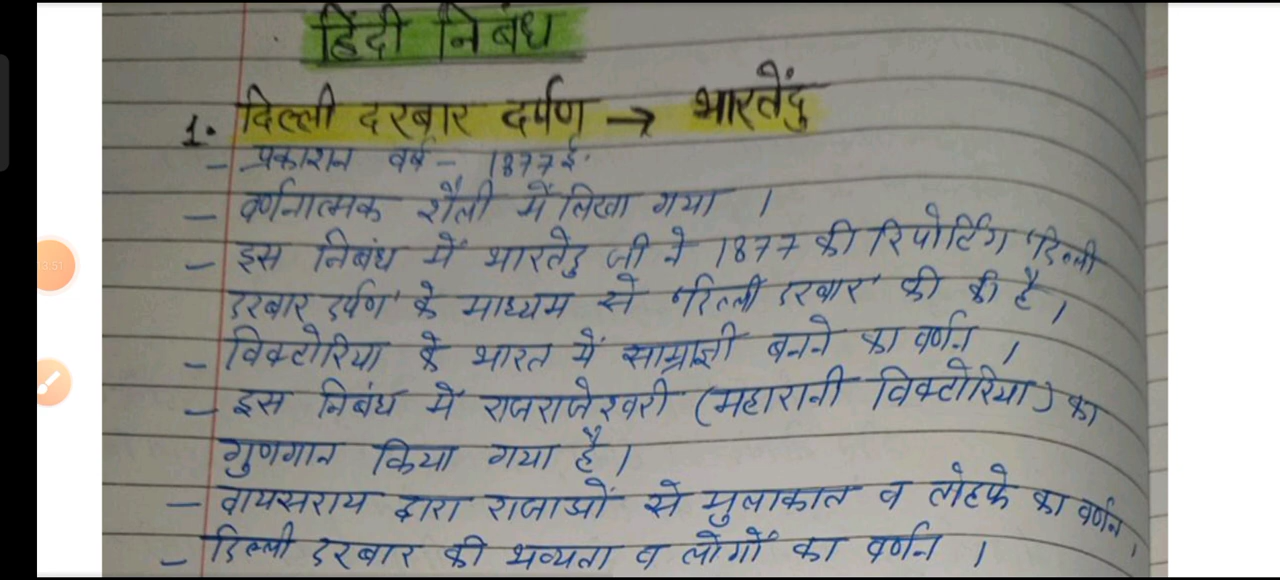 हिंदी निबंध
1. दिल्ली दरबार दर्पण → भारतेंदु
- प्रकाशन वर्ष - 1877 ई.
- वर्णनात्मक शैली में लिखा गया ।
- इस निबंध में भारतेंदु जी ने 1877 की रिपोर्टिंग 'दिल्ली
दरबार दर्पण' के माध्यम से 'दिल्ली दरबार' की की है ।
- विक्टोरिया के भारत में साम्राज्ञी बनने का वर्णन ।
- इस निबंध में राजराजेश्वरी (महारानी विक्टोरिया) का
गुणगान किया गया है ।
- वायसराय द्वारा राजाओं से मुलाकात व तोहफे का वर्णन ।
- दिल्ली दरबार की भव्यता व लोगों का वर्णन ।